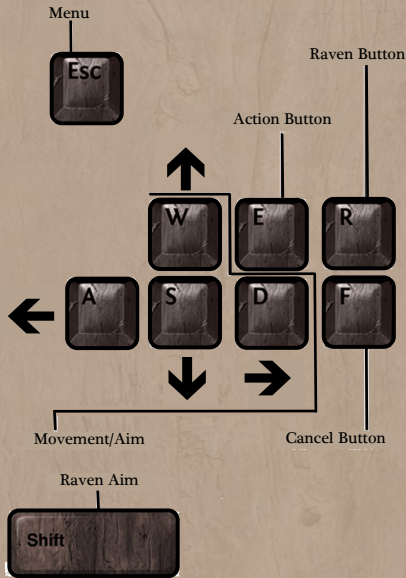 Menu
Esc
Raven Button
Action Button
W
E
R
A
S
D
F
Movement/Aim
Cancel Button
Raven Aim
Shift